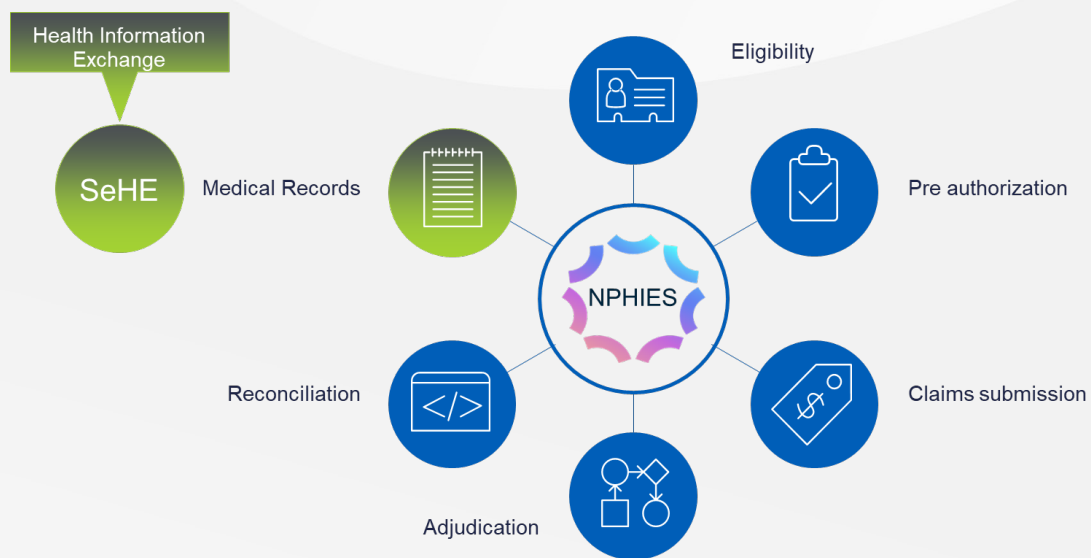 Health Information
Exchange
SeHE
Medical Records
Eligibility
Pre authorization
NPHIES
Reconciliation
Claims submission
Adjudication